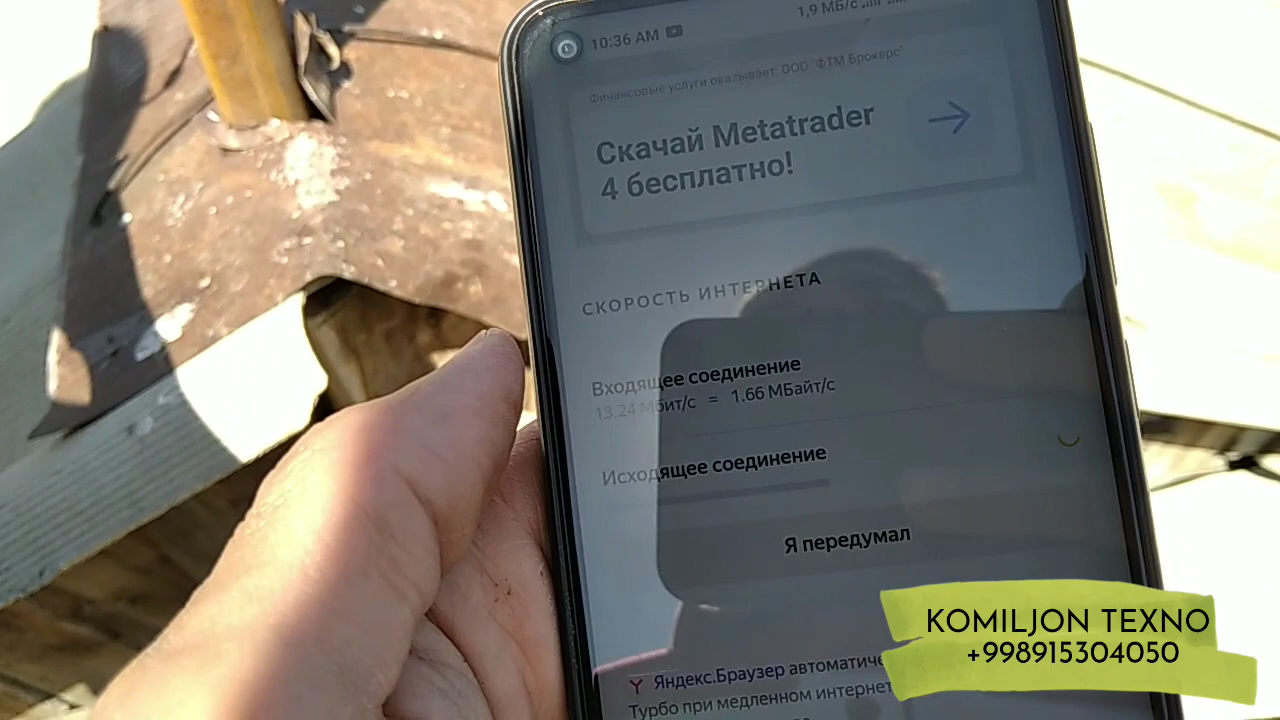 10:36 AM
1,9 МБ/с
Финансовые услуги оказывает: ООО "ФТМ Брокерс"
Скачай Metatrader
4 бесплатно!
СКОРОСТЬ ИНТЕРНЕТА
Входящее соединение
13.24 Мбит/с = 1.66 МБайт/с
Исходящее соединение
Я передумал
Яндекс.Браузер автоматиче
Турбо при медленном интернет
KOMILJON TEXNO
+998915304050